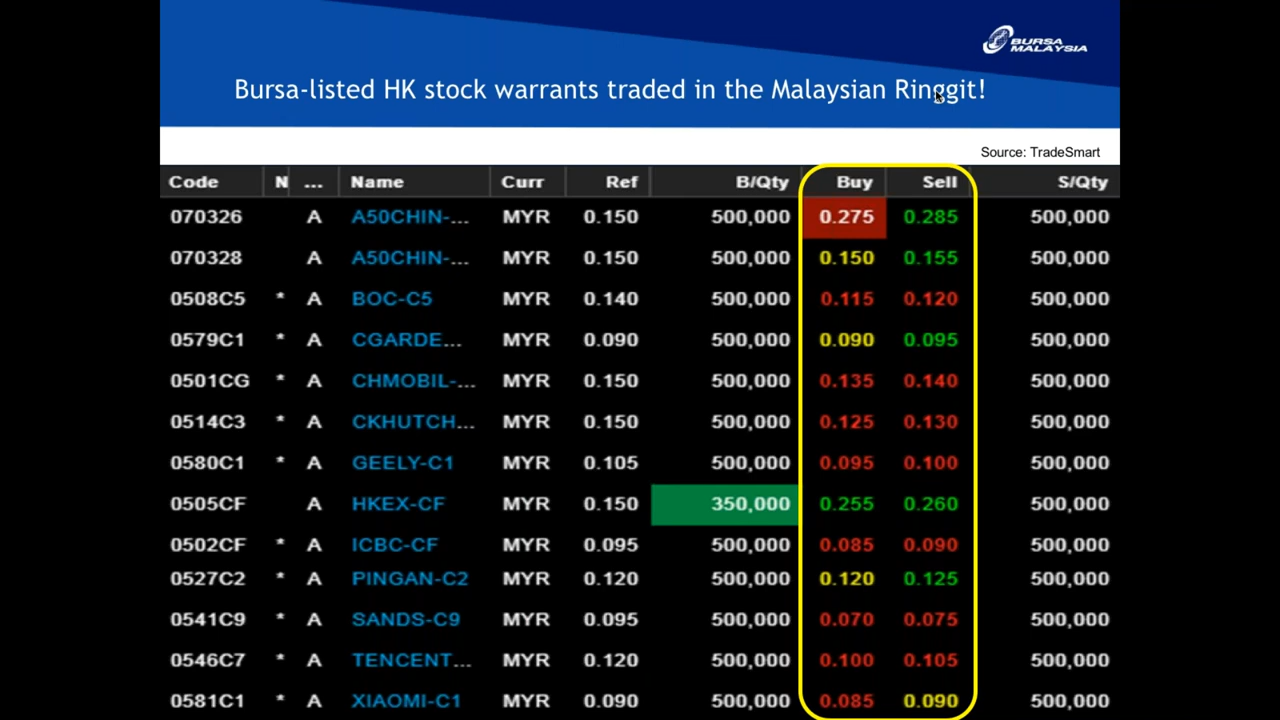 BURSA
MALAYSIA
Bursa-listed HK stock warrants traded in the Malaysian Ringgit!
Source: TradeSmart
Code N ... Name Curr Ref B/Qty Buy Sell S/Qty
070326 A A50CHIN-... MYR 0.150 500,000 0.275 0.285 500,000
070328 A A50CHIN-... MYR 0.150 500,000 0.150 0.155 500,000
0508C5 * A BOC-C5 MYR 0.140 500,000 0.115 0.120 500,000
0579C1 * A CGARDE... MYR 0.090 500,000 0.090 0.095 500,000
0501CG * A CHMOBIL-... MYR 0.150 500,000 0.135 0.140 500,000
0514C3 * A CKHUTCH... MYR 0.150 500,000 0.125 0.130 500,000
0580C1 * A GEELY-C1 MYR 0.105 500,000 0.095 0.100 500,000
0505CF A HKEX-CF MYR 0.150 350,000 0.255 0.260 500,000
0502CF * A ICBC-CF MYR 0.095 500,000 0.085 0.090 500,000
0527C2 * A PINGAN-C2 MYR 0.120 500,000 0.120 0.125 500,000
0541C9 * A SANDS-C9 MYR 0.095 500,000 0.070 0.075 500,000
0546C7 * A TENCENT... MYR 0.120 500,000 0.100 0.105 500,000
0581C1 * A XIAOMI-C1 MYR 0.090 500,000 0.085 0.090 500,000